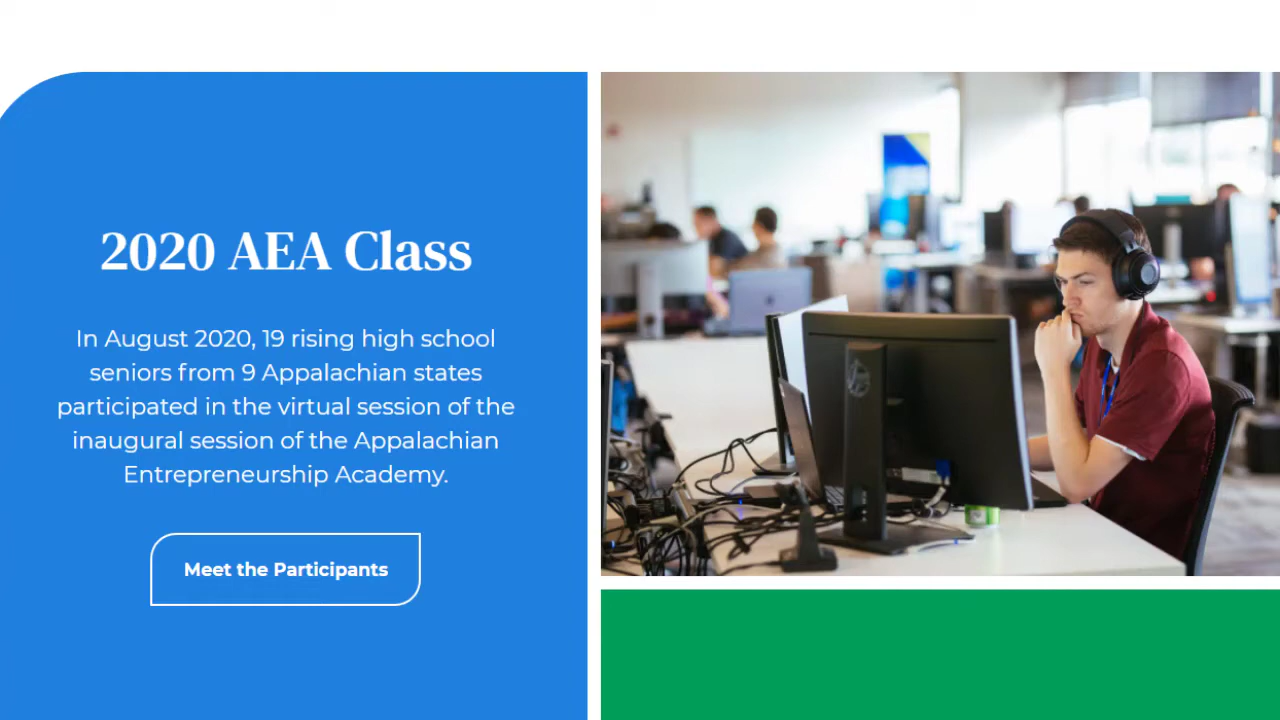 2020 AEA Class
In August 2020, 19 rising high school
seniors from 9 Appalachian states
participated in the virtual session of the
inaugural session of the Appalachian
Entrepreneurship Academy.
Meet the Participants